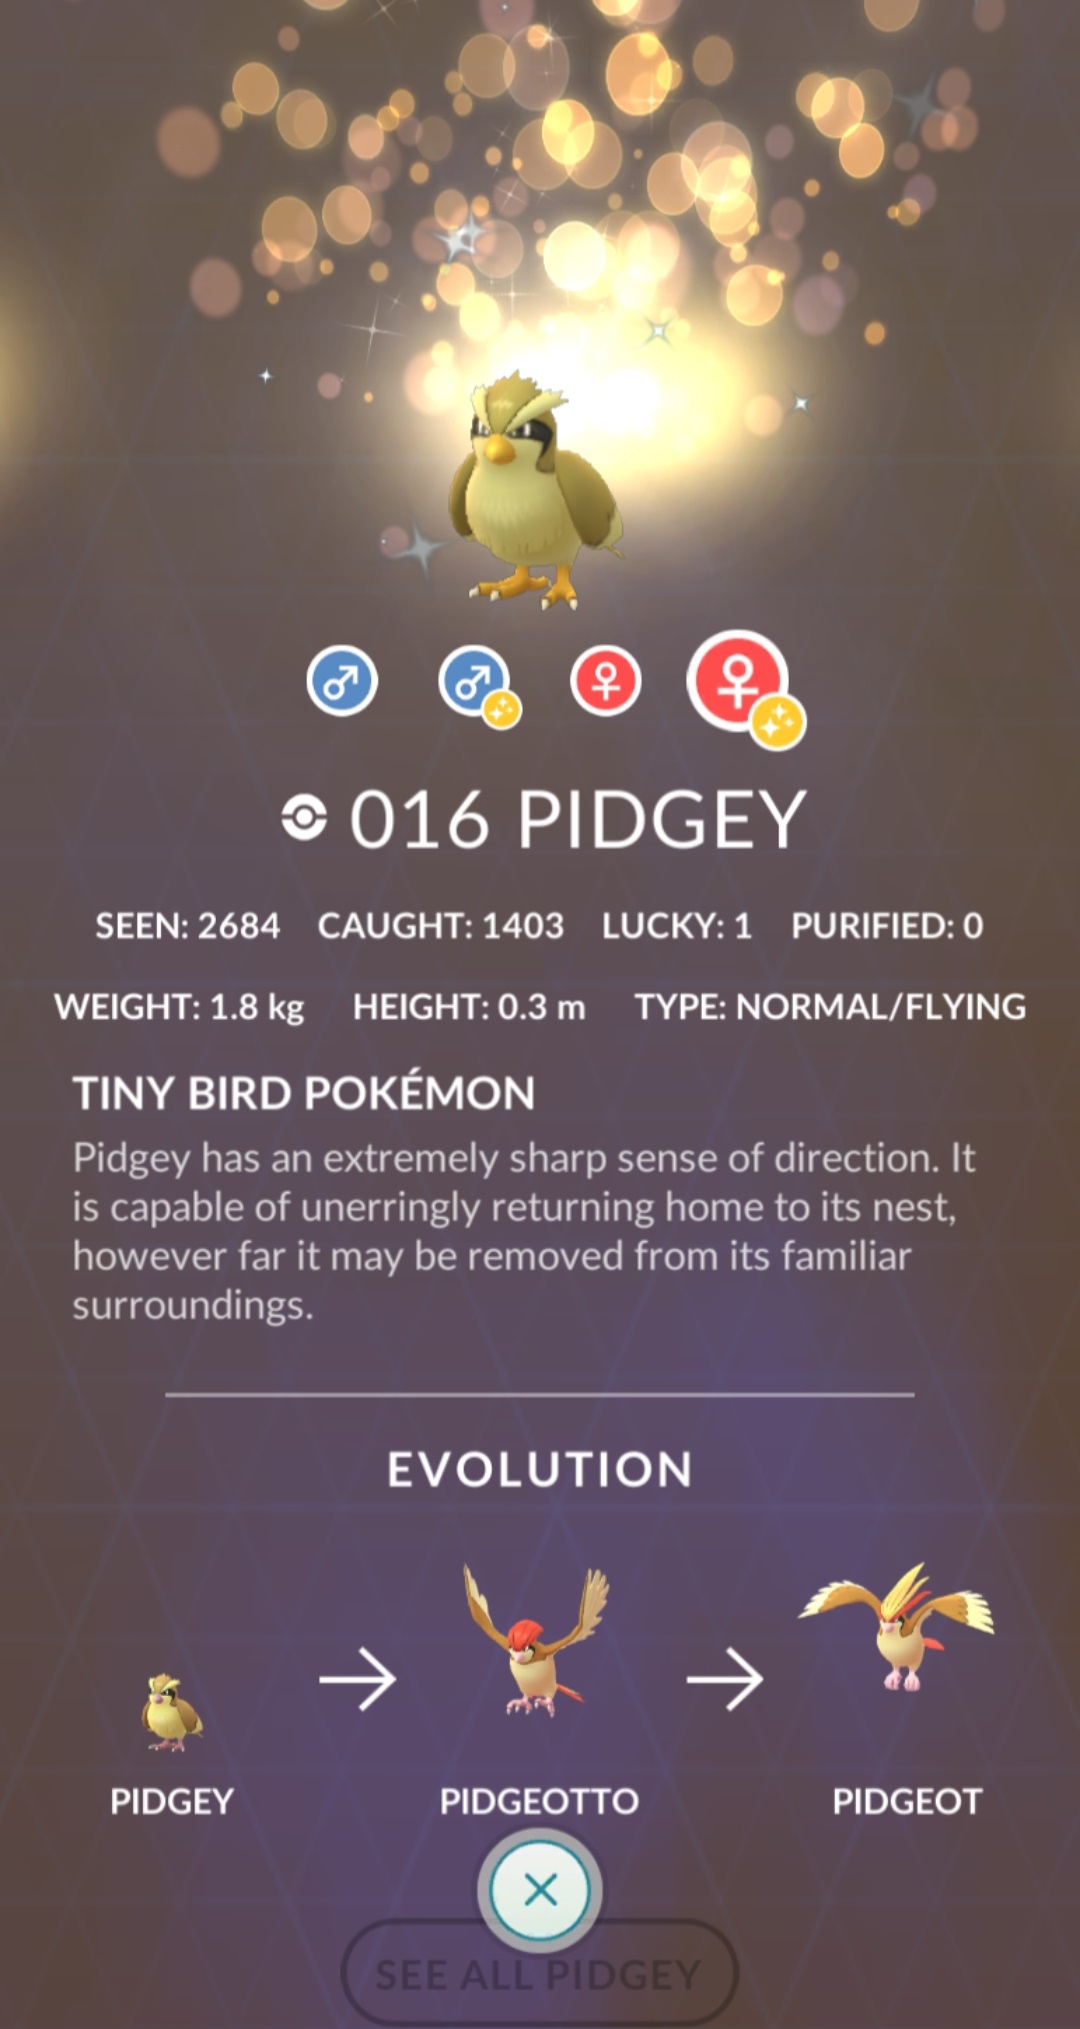 016 PIDGEY
SEEN: 2684 CAUGHT: 1403 LUCKY: 1 PURIFIED: 0
WEIGHT: 1.8 kg HEIGHT: 0.3 m TYPE: NORMAL/FLYING
TINY BIRD POKÉMON
Pidgey has an extremely sharp sense of direction. It
is capable of unerringly returning home to its nest,
however far it may be removed from its familiar
surroundings.
EVOLUTION
PIDGEY PIDGEOTTO PIDGEOT
SEE ALL PIDGEY